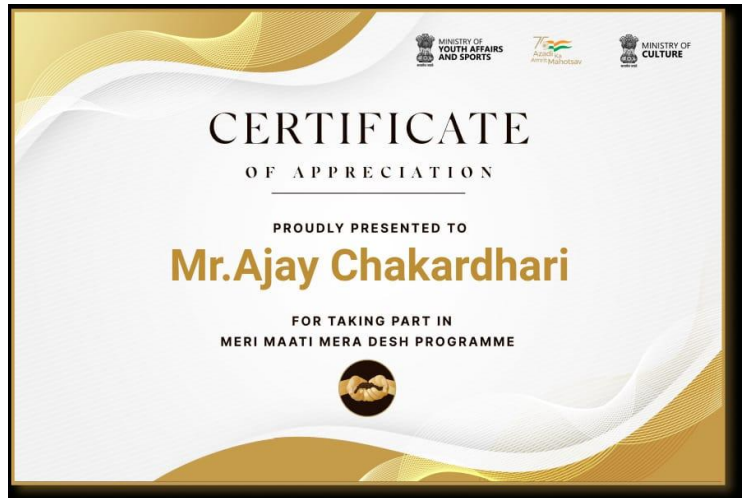 MINISTRY OF
YOUTH AFFAIRS
AND SPORTS
Azadi Ka
Amrit Mahotsav
MINISTRY OF
CULTURE
CERTIFICATE
OF APPRECIATION
PROUDLY PRESENTED TO
Mr.Ajay Chakardhari
FOR TAKING PART IN
MERI MAATI MERA DESH PROGRAMME